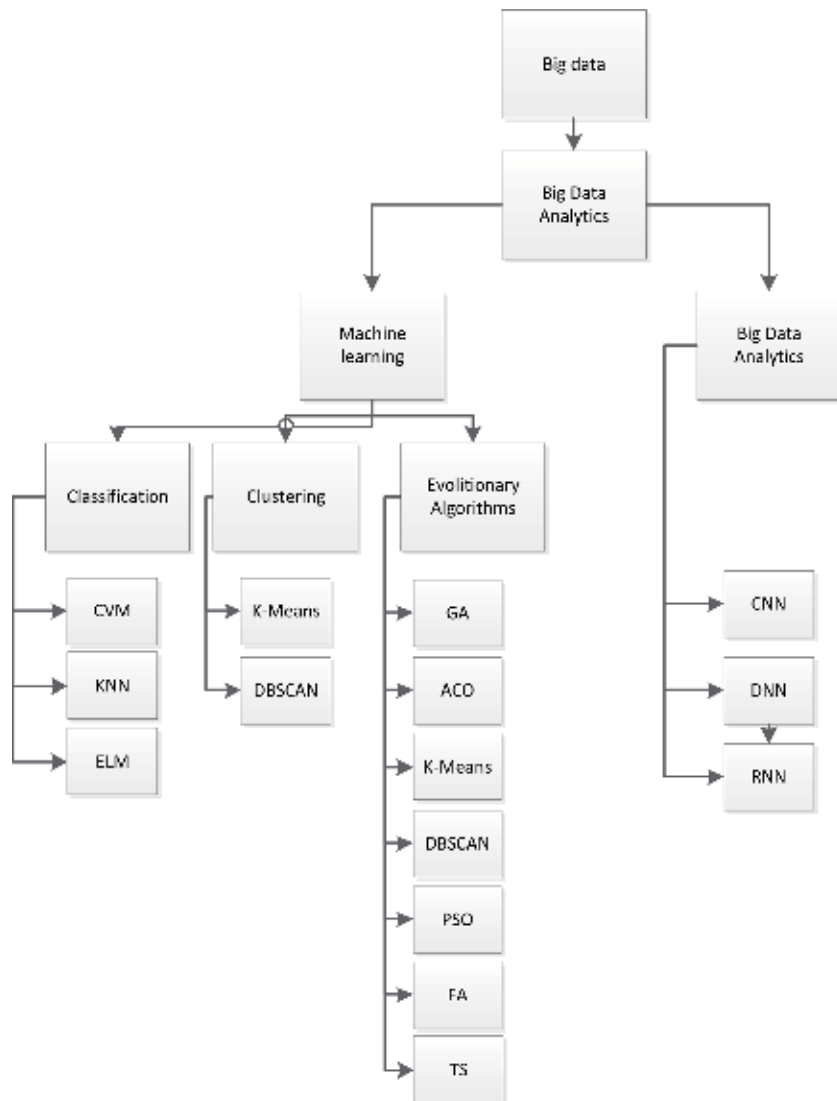 Big data
Big Data
Analytics
Machine
learning
Big Data
Analytics
Classification
Clustering
Evolitionary
Algorithms
CVM
KNN
ELM
K-Means
DBSCAN
GA
ACO
K-Means
DBSCAN
PSO
FA
TS
CNN
DNN
RNN